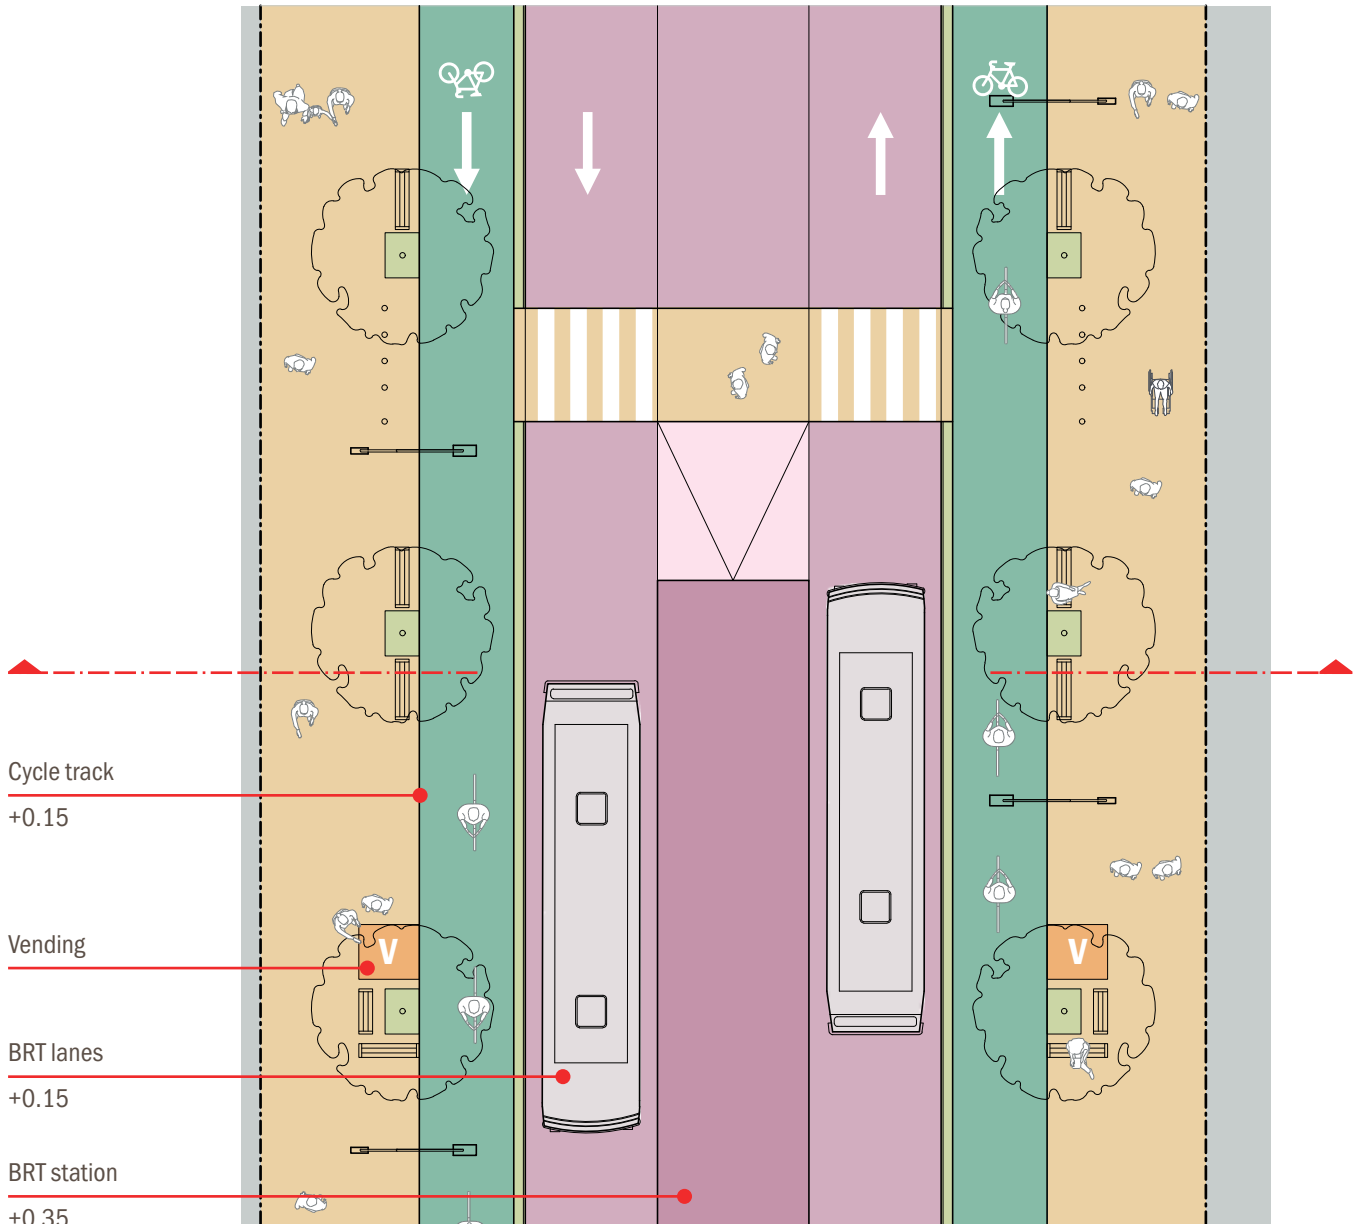 Cycle track
+0.15
V
V
Vending
BRT lanes
+0.15
BRT station
+0.35